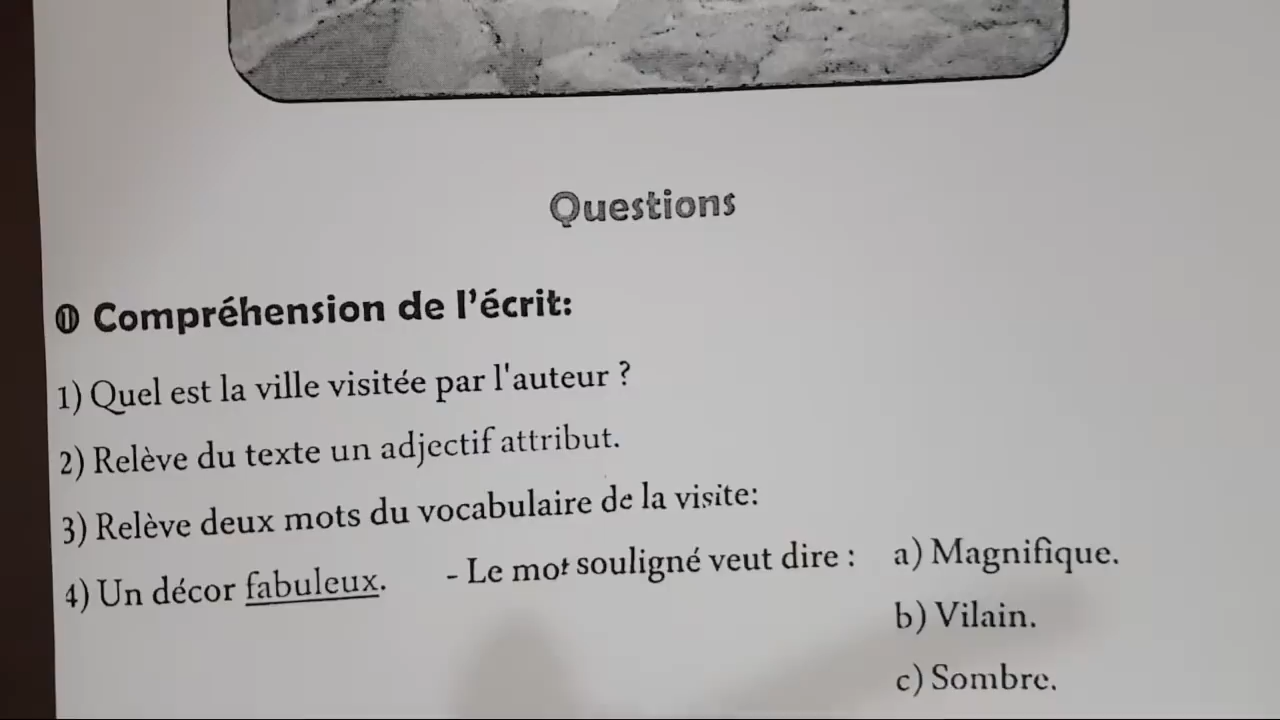 Questions
① Compréhension de l'écrit:
1) Quel est la ville visitée par l'auteur ?
2) Relève du texte un adjectif attribut.
3) Relève deux mots du vocabulaire de la visite:
4) Un décor fabuleux. - Le mot souligné veut dire : a) Magnifique.
b) Vilain.
c) Sombre.